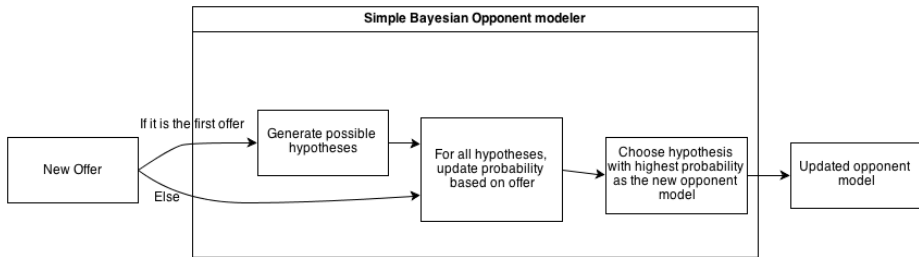 Simple Bayesian Opponent modeler
If it is the first offer
New Offer
Else
Generate possible
hypotheses
For all hypotheses,
update probability
based on offer
Choose hypothesis
with highest probability
as the new opponent
model
Updated opponent
model